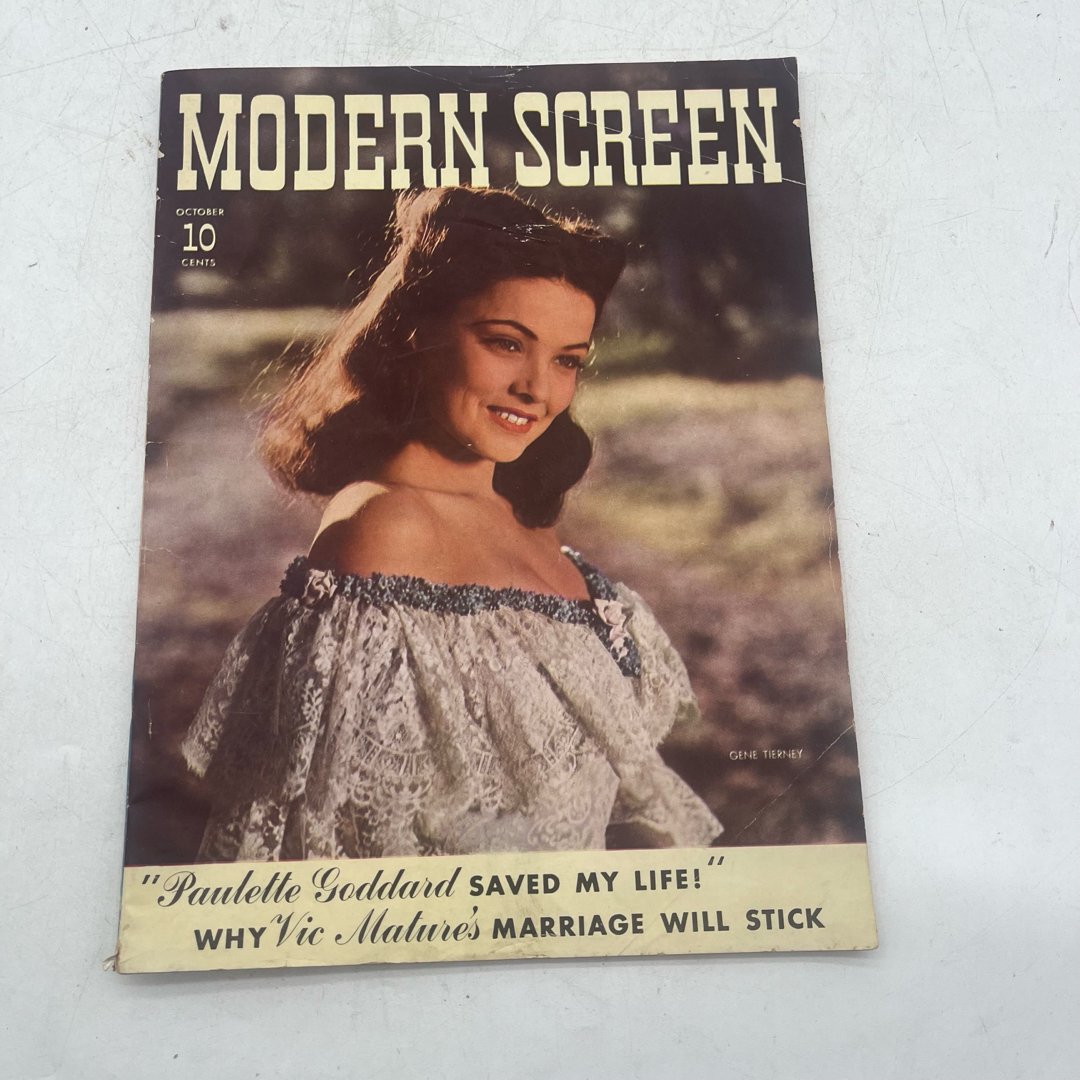 MODERN SCREEN
OCTOBER
10
CENTS
GENE TIERNEY
"Paulette Goddard SAVED MY LIFE!"
WHY Vic Mature's MARRIAGE WILL STICK